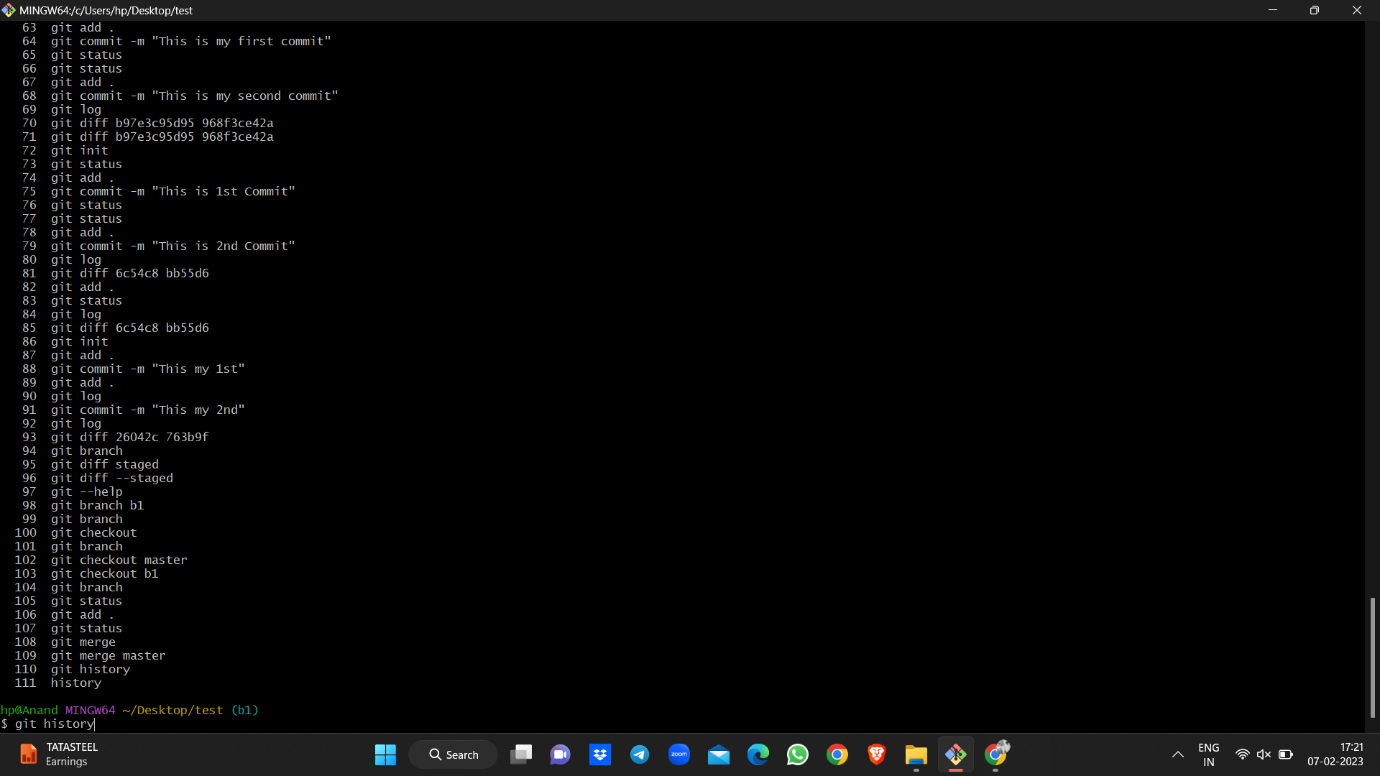 MINGW64:/c/Users/hp/Desktop/test
63 git add .
64 git commit -m "This is my first commit"
65 git status
66 git status
67 git add .
68 git commit -m "This is my second commit"
69 git log
70 git diff b97e3c95d95 968f3ce42a
71 git diff b97e3c95d95 968f3ce42a
72 git init
73 git status
74 git add .
75 git commit -m "This is 1st Commit"
76 git status
77 git status
78 git add .
79 git commit -m "This is 2nd Commit"
80 git log
81 git diff 6c54c8 bb55d6
82 git add .
83 git status
84 git log
85 git diff 6c54c8 bb55d6
86 git init
87 git add .
88 git commit -m "This my 1st"
89 git add .
90 git log
91 git commit -m "This my 2nd"
92 git log
93 git diff 26042c 763b9f
94 git branch
95 git diff staged
96 git diff --staged
97 git --help
98 git branch b1
99 git branch
100 git checkout
101 git branch
102 git checkout master
103 git checkout b1
104 git branch
105 git status
106 git add .
107 git status
108 git merge
109 git merge master
110 git history
111 history
hp@Anand MINGW64 ~/Desktop/test (b1)
$ git history
TATASTEEL
Earnings
Search
zoom
ENG
IN
17:21
07-02-2023